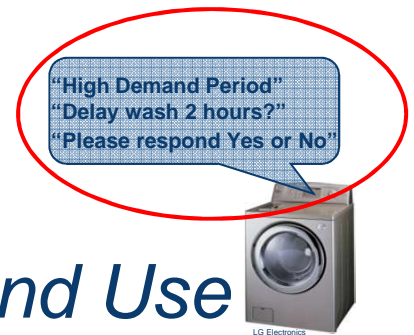 “High Demand Period”
“Delay wash 2 hours?”
“Please respond Yes or No”
nd Use
LG Electronics